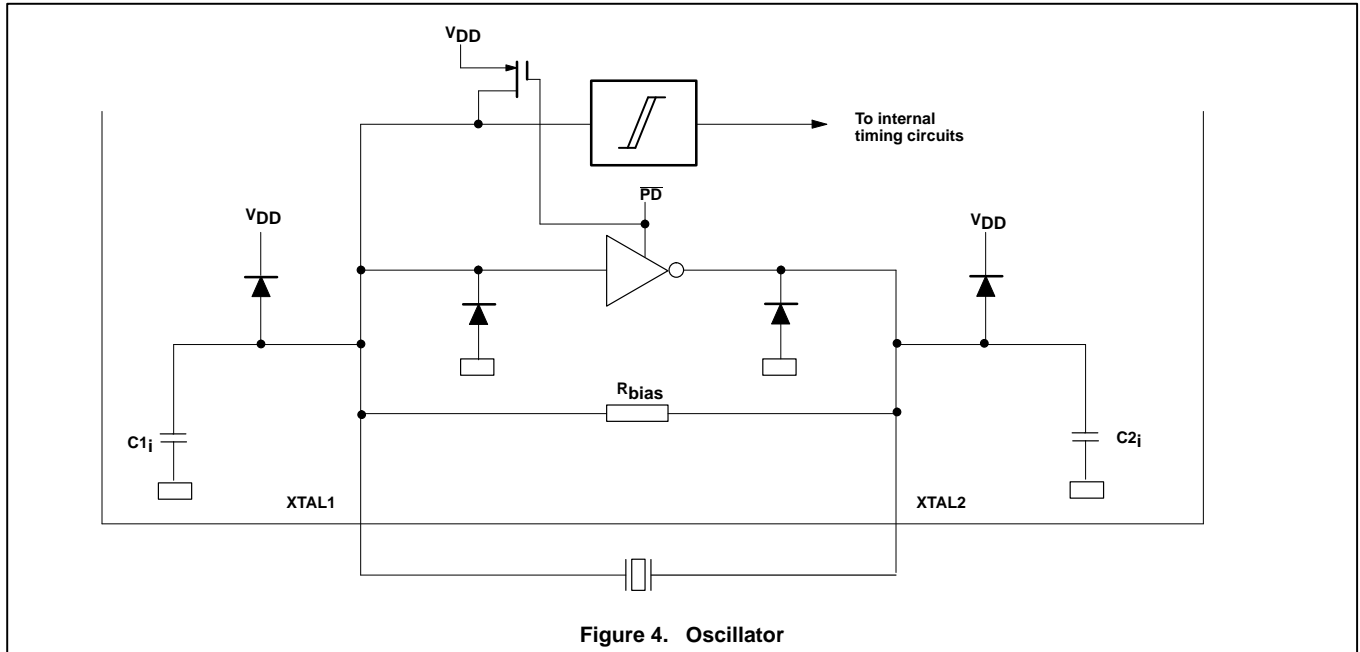 VDD
To internal
timing circuits
PD
VDD
VDD
Rbias
C1i
C2i
XTAL1
XTAL2
Figure 4. Oscillator